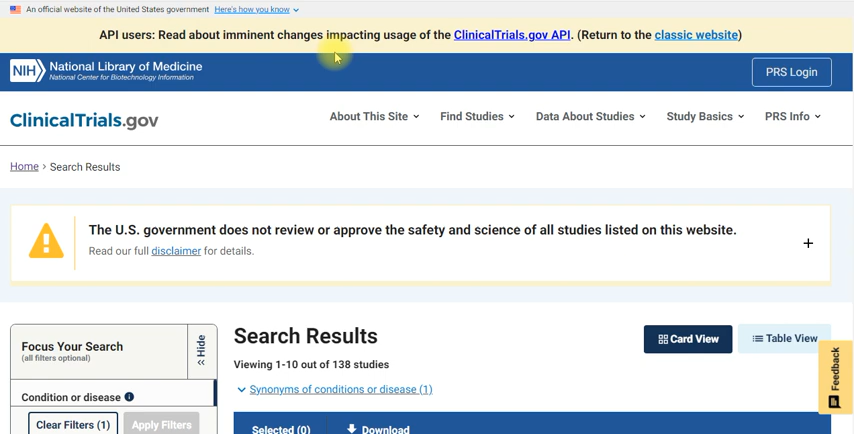 An official website of the United States government Here's how you know
API users: Read about imminent changes impacting usage of the ClinicalTrials.gov API. (Return to the classic website)
NIH National Library of Medicine
National Center for Biotechnology Information
PRS Login
ClinicalTrials.gov
About This Site
Find Studies
Data About Studies
Study Basics
PRS Info
Home > Search Results
The U.S. government does not review or approve the safety and science of all studies listed on this website.
Read our full disclaimer for details.
Focus Your Search
(all filters optional)
Hide
Condition or disease
Clear Filters (1)
Apply Filters
Search Results
Card View
Table View
Viewing 1-10 out of 138 studies
Synonyms of conditions or disease (1)
Selected (0)
Download
Feedback